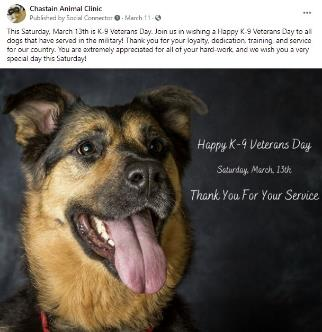 Chastain Animal Clinic
Published by Social Connector · March 11 ·
This Saturday, March 13th is K-9 Veterans Day. Join us in wishing a Happy K-9 Veterans Day to all
dogs that have served in the military! Thank you for your loyalty, dedication, training, and service
for our country. You are extremely appreciated for all of your hard-work, and we wish you a very
special day this Saturday!
Happy K-9 Veterans Day
Saturday, March, 13th
Thank You For Your Service